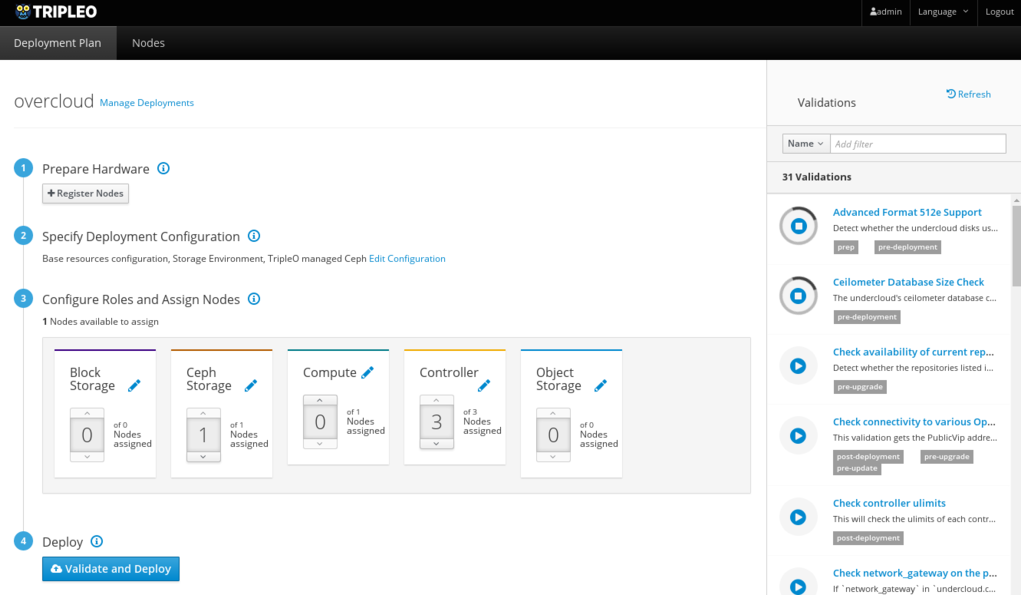 TRIPLEO
admin
Language
Logout
Deployment Plan
Nodes
overcloud Manage Deployments
1 Prepare Hardware
Register Nodes
2 Specify Deployment Configuration
Base resources configuration, Storage Environment, TripleO managed Ceph Edit Configuration
3 Configure Roles and Assign Nodes
1 Nodes available to assign
Block
Storage
0
of 0
Nodes
assigned
Ceph
Storage
1
of 1
Nodes
assigned
Compute
0
of 1
Nodes
assigned
Controller
3
of 3
Nodes
assigned
Object
Storage
0
of 0
Nodes
assigned
4 Deploy
Validate and Deploy
Validations
Refresh
Name
Add filter
31 Validations
Advanced Format 512e Support
Detect whether the undercloud disks us...
prep pre-deployment
Ceilometer Database Size Check
The undercloud's ceilometer database c...
pre-deployment
Check availability of current rep...
Detect whether the repositories listed i...
pre-upgrade
Check connectivity to various Op...
This validation gets the PublicVip addre...
post-deployment pre-upgrade
pre-update
Check controller ulimits
This will check the ulimits of each contr...
post-deployment
Check network_gateway on the p...
If `network_gateway` in `undercloud.c...